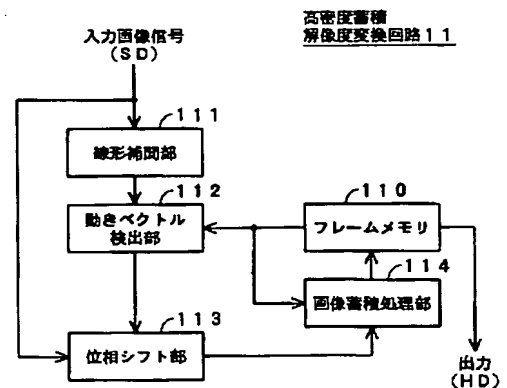 高密度蓄積
解像度変換回路11
入力画像信号
(SD)
111
線形補間部
112
動きベクトル
検出部
110
フレームメモリ
114
画像蓄積処理部
113
位相シフト部
出力
(HD)